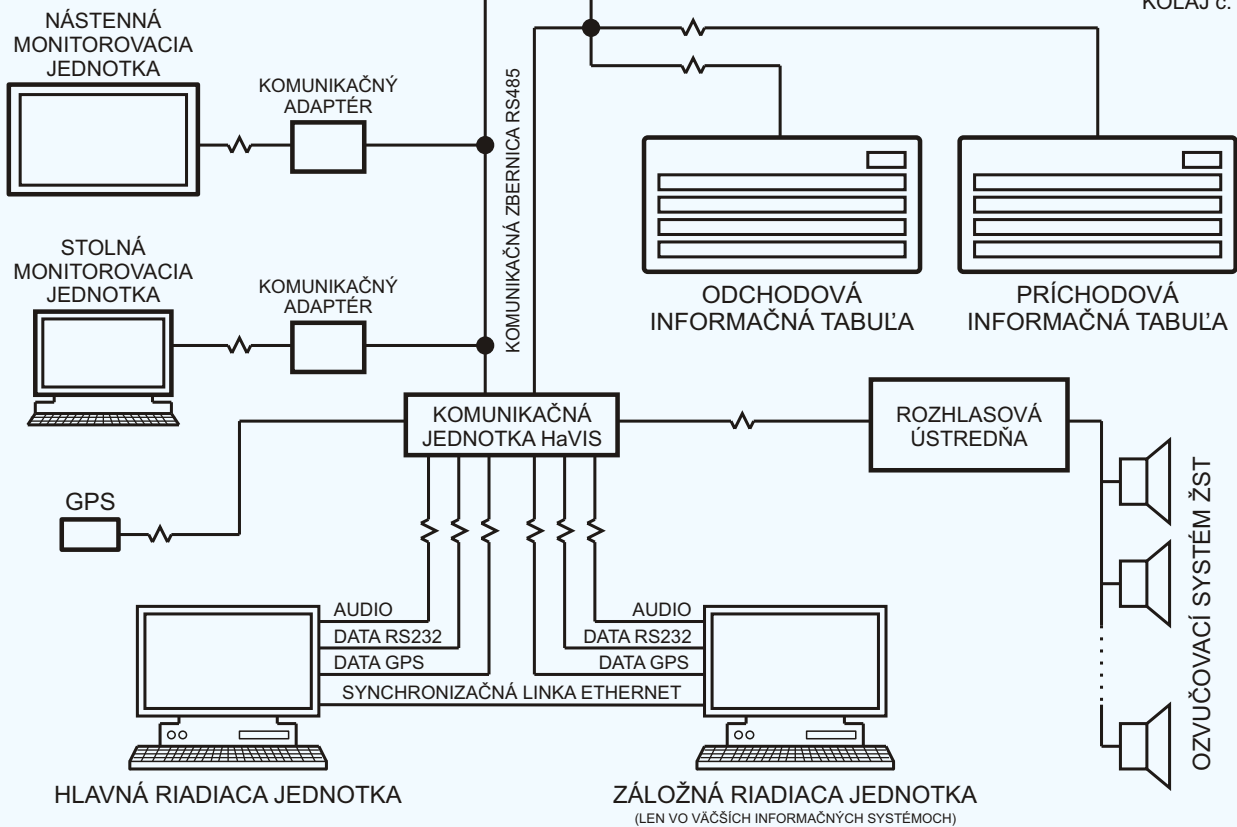 KOĽAJ č.
NÁSTENNÁ
MONITOROVACIA
JEDNOTKA
KOMUNIKAČNÝ
ADAPTÉR
KOMUNIKAČNÁ ZBERNICA RS485
STOLNÁ
MONITOROVACIA
JEDNOTKA
KOMUNIKAČNÝ
ADAPTÉR
ODCHODOVÁ
INFORMAČNÁ TABUĽA
PRÍCHODOVÁ
INFORMAČNÁ TABUĽA
KOMUNIKAČNÁ
JEDNOTKA HaVIS
ROZHLASOVÁ
ÚSTREDŇA
GPS
OZVUČOVACÍ SYSTÉM ŽST
AUDIO
DATA RS232
DATA GPS
AUDIO
DATA RS232
DATA GPS
SYNCHRONIZAČNÁ LINKA ETHERNET
HLAVNÁ RIADIACA JEDNOTKA
ZÁLOŽNÁ RIADIACA JEDNOTKA
(LEN VO VÄČŠÍCH INFORMAČNÝCH SYSTÉMOCH)